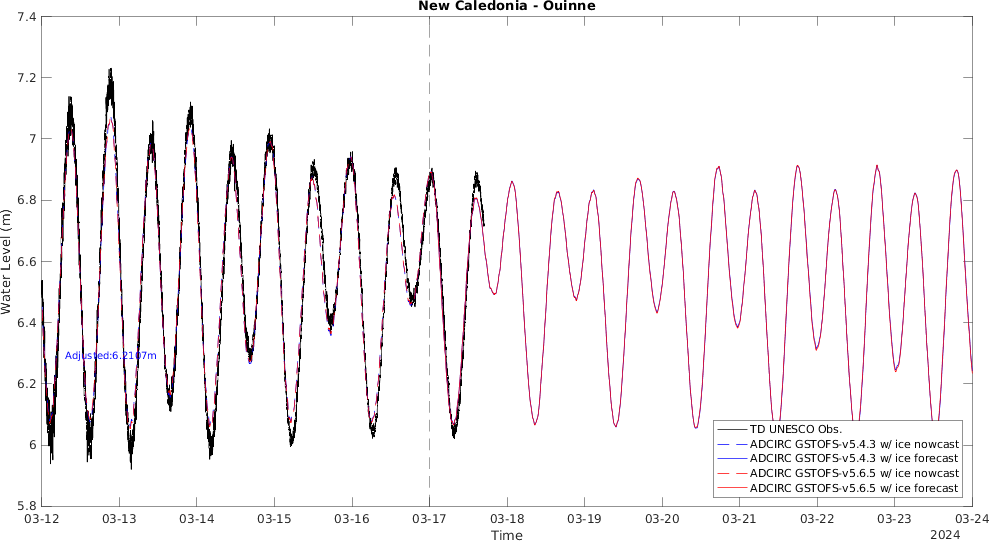 New Caledonia - Ouinne
7.4
7.2
7
6.8
6.6
6.4
6.2
6
5.8
Water Level (m)
Adjusted:6.2107m
TD UNESCO Obs.
ADCIRC GSTOFS-v5.4.3 w/ ice nowcast
ADCIRC GSTOFS-v5.4.3 w/ ice forecast
ADCIRC GSTOFS-v5.6.5 w/ ice nowcast
ADCIRC GSTOFS-v5.6.5 w/ ice forecast
03-12 03-13 03-14 03-15 03-16 03-17 03-18 03-19 03-20 03-21 03-22 03-23 03-24
Time
2024